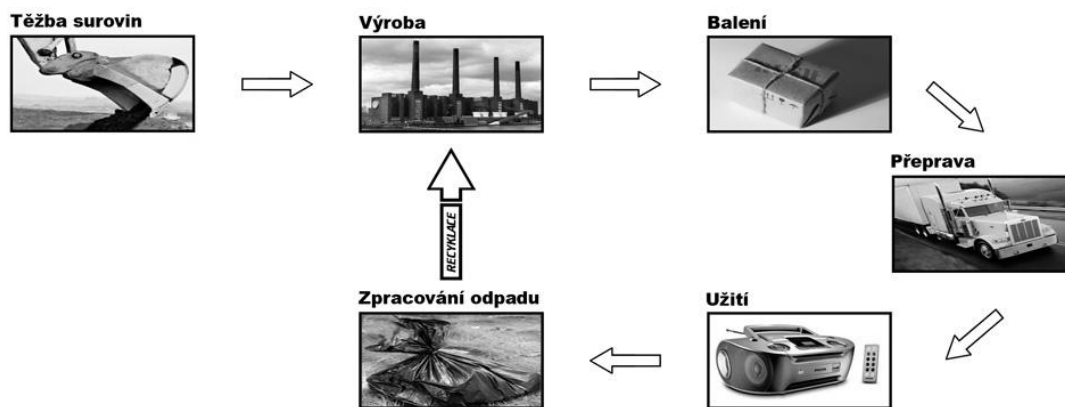 Těžba surovin
Výroba
Balení
Přeprava
RECYKLACE
Zpracování odpadu
Užití